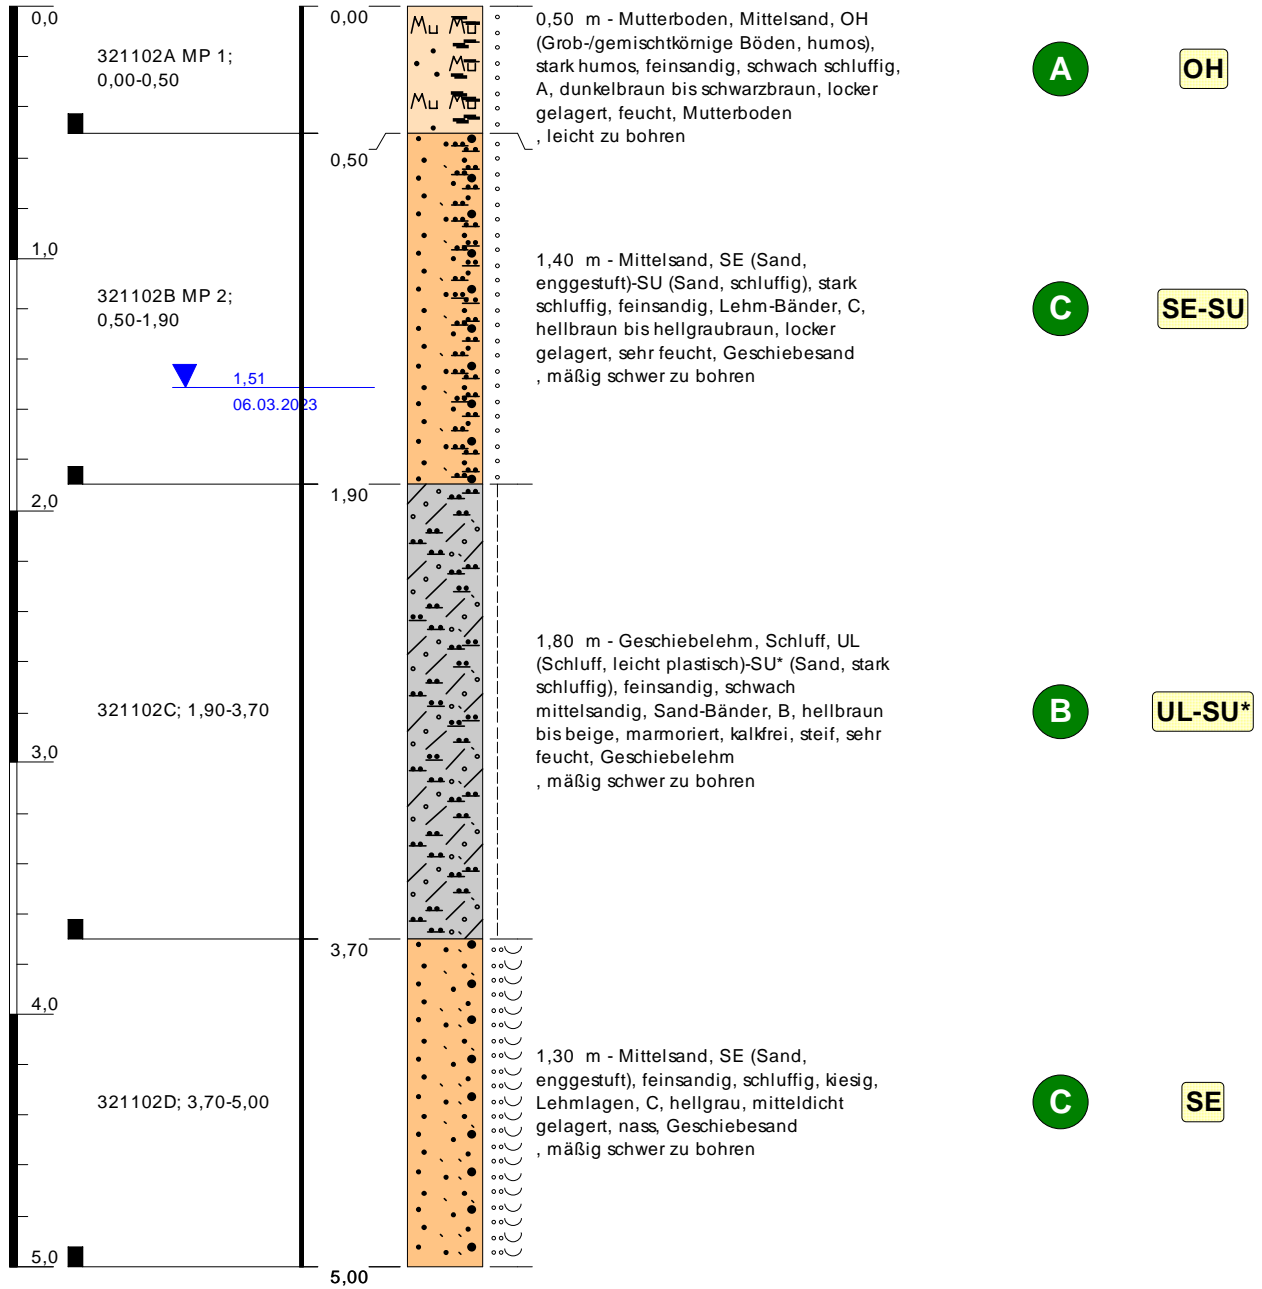 0,0
1,0
2,0
3,0
4,0
5,0
321102A MP 1;
0,00-0,50
321102B MP 2;
0,50-1,90
1,51
06.03.2023
321102C; 1,90-3,70
321102D; 3,70-5,00
0,00
0,50
1,90
3,70
5,00
Mu Mu
Mu
Mu Mu
0,50 m - Mutterboden, Mittelsand, OH
(Grob-/gemischtkörnige Böden, humos),
stark humos, feinsandig, schwach schluffig,
A, dunkelbraun bis schwarzbraun, locker
gelagert, feucht, Mutterboden
, leicht zu bohren
A
OH
1,40 m - Mittelsand, SE (Sand,
enggestuft)-SU (Sand, schluffig), stark
schluffig, feinsandig, Lehm-Bänder, C,
hellbraun bis hellgraubraun, locker
gelagert, sehr feucht, Geschiebesand
, mäßig schwer zu bohren
C
SE-SU
1,80 m - Geschiebelehm, Schluff, UL
(Schluff, leicht plastisch)-SU* (Sand, stark
schluffig), feinsandig, schwach
mittelsandig, Sand-Bänder, B, hellbraun
bis beige, marmoriert, kalkfrei, steif, sehr
feucht, Geschiebelehm
, mäßig schwer zu bohren
B
UL-SU*
1,30 m - Mittelsand, SE (Sand,
enggestuft), feinsandig, schluffig, kiesig,
Lehmlagen, C, hellgrau, mitteldicht
gelagert, nass, Geschiebesand
, mäßig schwer zu bohren
C
SE